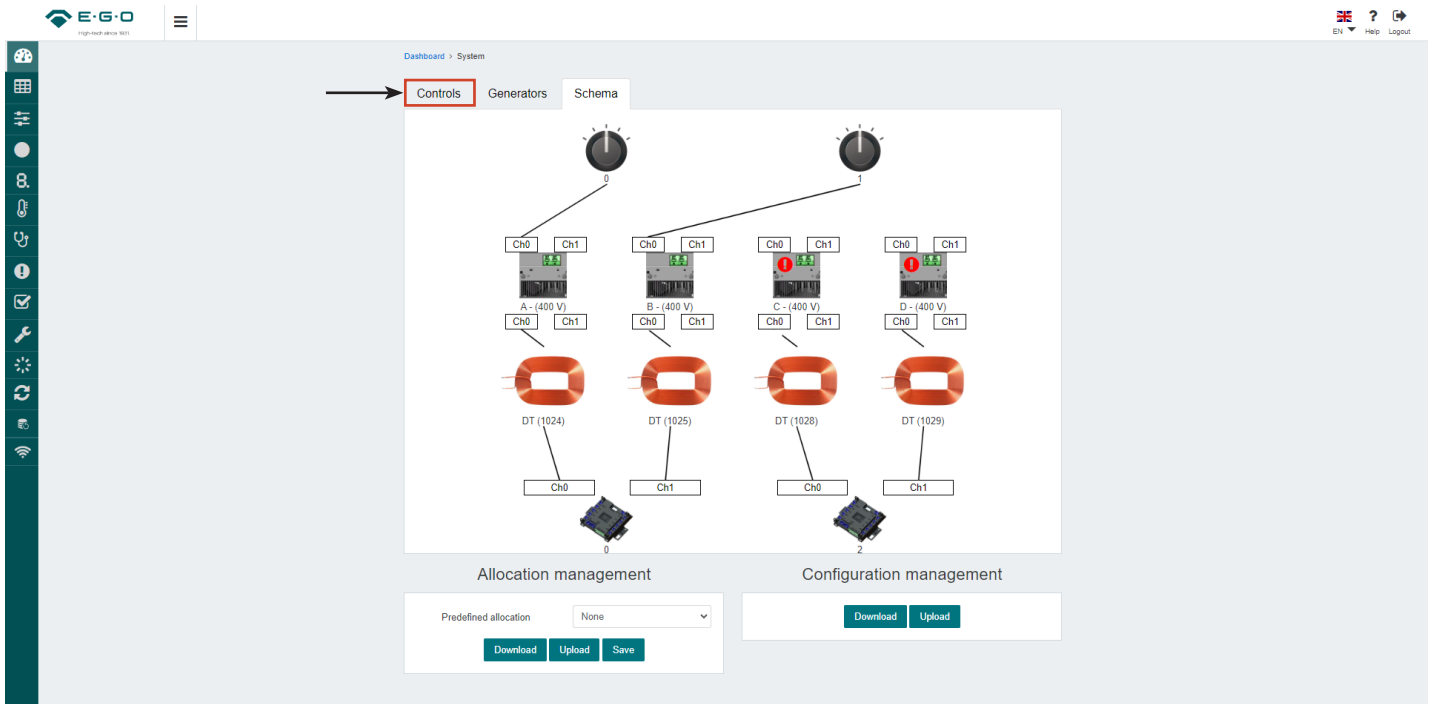 E·G·O
High-tech since 1931
EN
? Help
Logout
Dashboard > System
Controls Generators Schema
0 1
Ch0 Ch1 Ch0 Ch1 Ch0 Ch1 Ch0 Ch1
A - (400 V) B - (400 V) C - (400 V) D - (400 V)
Ch0 Ch1 Ch0 Ch1 Ch0 Ch1 Ch0 Ch1
DT (1024) DT (1025) DT (1028) DT (1029)
Ch0 Ch1 Ch0 Ch1
0 2
Allocation management Configuration management
Predefined allocation None
Download Upload
Download Upload Save
8.